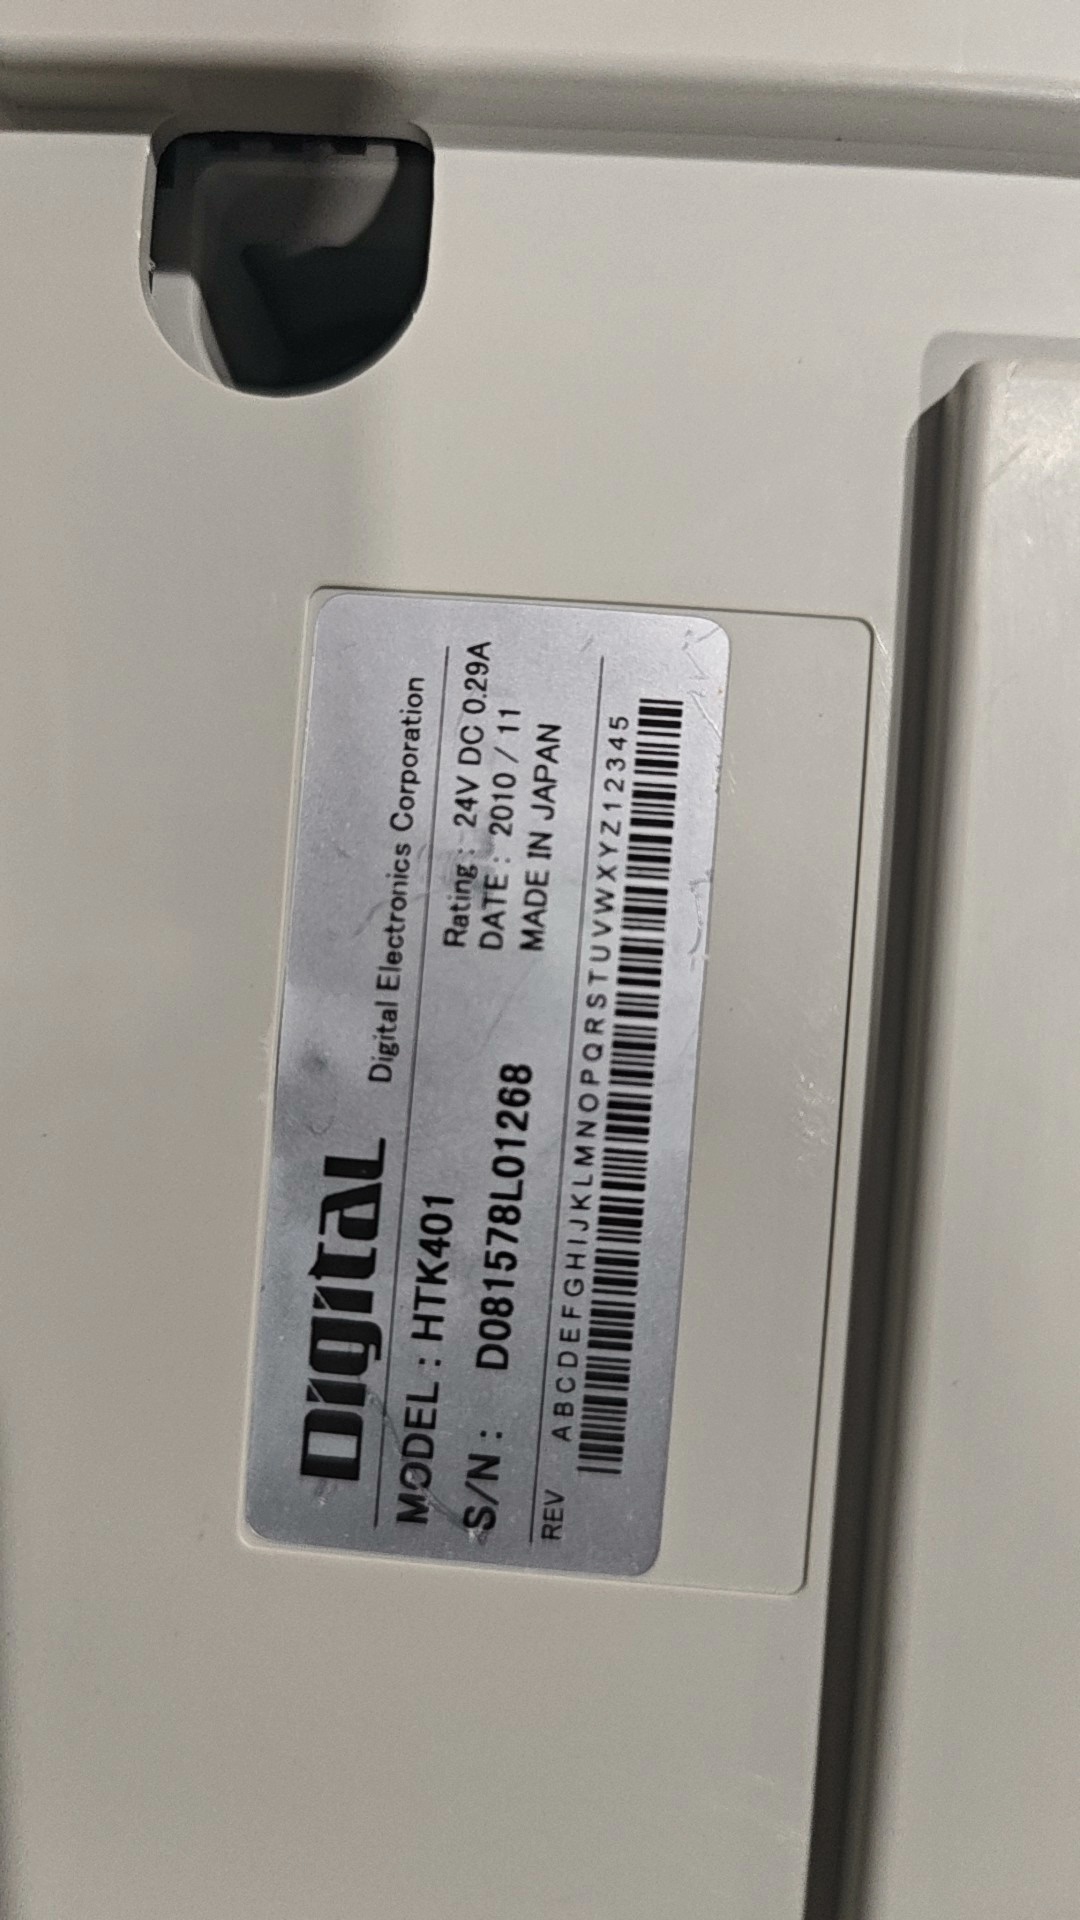 Digital
Digital Electronics Corporation
MODEL : HTK401
Rating : 24V DC 0.29A
S/N : D081578L01268
DATE : 2010 / 11
MADE IN JAPAN
REV ABCDEFGHIJKLMNOPQRSTUVWXYZ12345